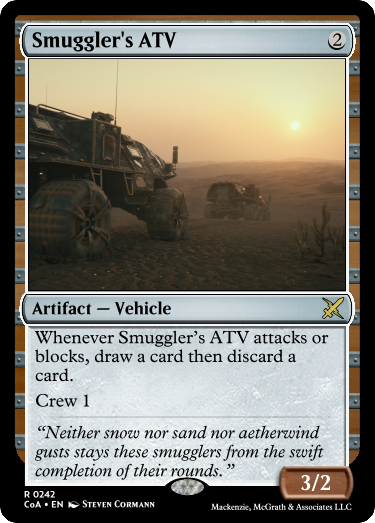 Smuggler's ATV 2
Artifact — Vehicle
Whenever Smuggler's ATV attacks or
blocks, draw a card then discard a
card.
Crew 1
"Neither snow nor sand nor aetherwind
gusts stays these smugglers from the swift
completion of their rounds."
3/2
R 0242
CoA • EN Steven Cormann
Mackenzie, McGrath & Associates LLC